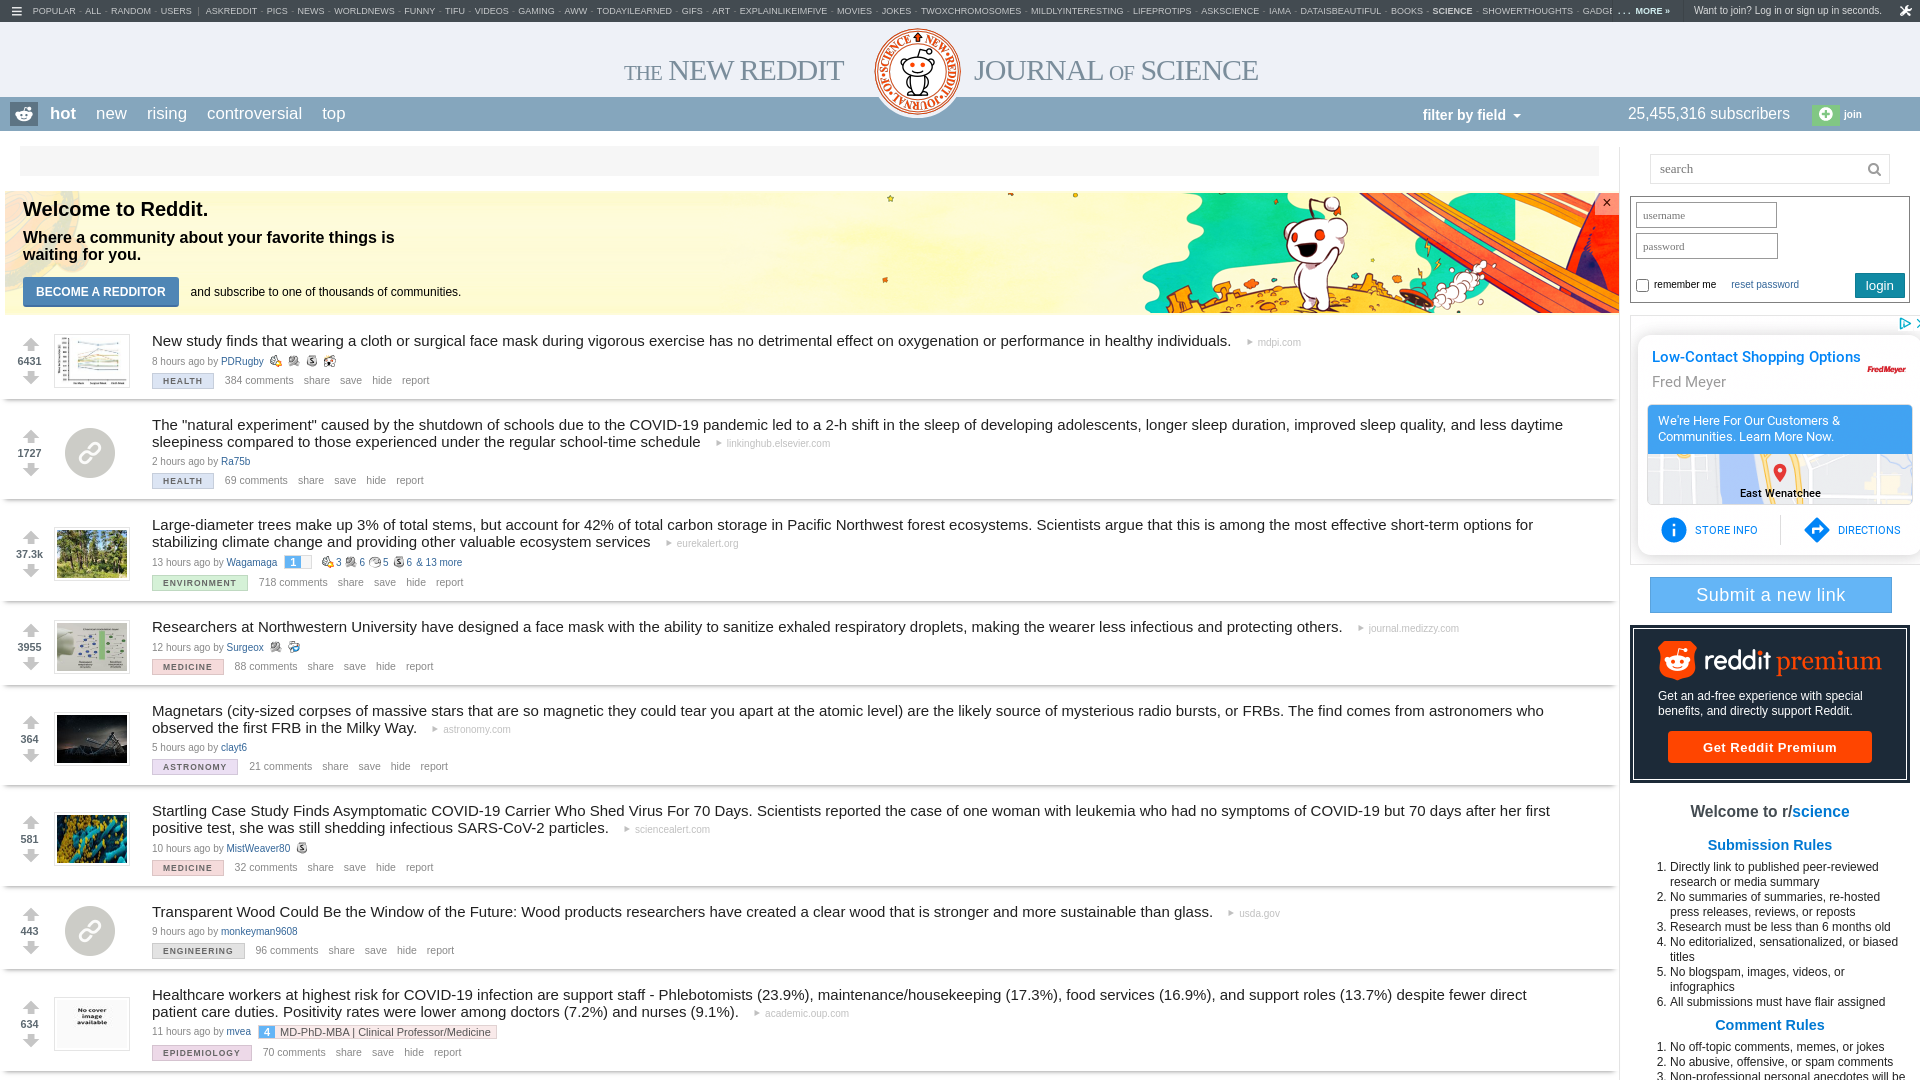 POPULAR - ALL - RANDOM - USERS | ASKREDDIT - PICS - NEWS - WORLDNEWS - FUNNY - TIFU - VIDEOS - GAMING - AWW - TODAYILEARNED - GIFS - ART - EXPLAINLIKEIMFIVE - MOVIES - JOKES - TWOXCHROMOSOMES - MILDLYINTERESTING - LIFEPROTIPS - ASKSCIENCE - IAMA - DATAISBEAUTIFUL - BOOKS - SCIENCE - SHOWERTHOUGHTS - GADGE ... MORE » Want to join? Log in or sign up in seconds.
THE NEW REDDIT JOURNAL OF SCIENCE
NEW·REDDIT·JOURNAL·OF·SCIENCE
hot new rising controversial top filter by field 25,455,316 subscribers join
search
Welcome to Reddit.
Where a community about your favorite things is
waiting for you.
BECOME A REDDITOR and subscribe to one of thousands of communities.
×
username
password
remember me reset password login
New study finds that wearing a cloth or surgical face mask during vigorous exercise has no detrimental effect on oxygenation or performance in healthy individuals. mdpi.com
6431
8 hours ago by PDRugby
HEALTH 384 comments share save hide report
The "natural experiment" caused by the shutdown of schools due to the COVID-19 pandemic led to a 2-h shift in the sleep of developing adolescents, longer sleep duration, improved sleep quality, and less daytime
sleepiness compared to those experienced under the regular school-time schedule linkinghub.elsevier.com
1727
2 hours ago by Ra75b
HEALTH 69 comments share save hide report
Large-diameter trees make up 3% of total stems, but account for 42% of total carbon storage in Pacific Northwest forest ecosystems. Scientists argue that this is among the most effective short-term options for
stabilizing climate change and providing other valuable ecosystem services eurekalert.org
37.3k
13 hours ago by Wagamaga 1 3 6 5 6 & 13 more
ENVIRONMENT 718 comments share save hide report
Researchers at Northwestern University have designed a face mask with the ability to sanitize exhaled respiratory droplets, making the wearer less infectious and protecting others. journal.medizzy.com
3955
12 hours ago by Surgeox
MEDICINE 88 comments share save hide report
Magnetars (city-sized corpses of massive stars that are so magnetic they could tear you apart at the atomic level) are the likely source of mysterious radio bursts, or FRBs. The find comes from astronomers who
observed the first FRB in the Milky Way. astronomy.com
364
5 hours ago by clayt6
ASTRONOMY 21 comments share save hide report
Startling Case Study Finds Asymptomatic COVID-19 Carrier Who Shed Virus For 70 Days. Scientists reported the case of one woman with leukemia who had no symptoms of COVID-19 but 70 days after her first
positive test, she was still shedding infectious SARS-CoV-2 particles. sciencealert.com
581
10 hours ago by MistWeaver80
MEDICINE 32 comments share save hide report
Transparent Wood Could Be the Window of the Future: Wood products researchers have created a clear wood that is stronger and more sustainable than glass. usda.gov
443
9 hours ago by monkeyman9608
ENGINEERING 96 comments share save hide report
Healthcare workers at highest risk for COVID-19 infection are support staff - Phlebotomists (23.9%), maintenance/housekeeping (17.3%), food services (16.9%), and support roles (13.7%) despite fewer direct
patient care duties. Positivity rates were lower among doctors (7.2%) and nurses (9.1%). academic.oup.com
No cover
image
available
634
11 hours ago by mvea 4 MD-PhD-MBA | Clinical Professor/Medicine
EPIDEMIOLOGY 70 comments share save hide report
Low-Contact Shopping Options
Fred Meyer
FredMeyer
We're Here For Our Customers &
Communities. Learn More Now.
East Wenatchee
STORE INFO DIRECTIONS
Submit a new link
reddit premium
Get an ad-free experience with special
benefits, and directly support Reddit.
Get Reddit Premium
Welcome to r/science
Submission Rules
1. Directly link to published peer-reviewed
research or media summary
2. No summaries of summaries, re-hosted
press releases, reviews, or reposts
3. Research must be less than 6 months old
4. No editorialized, sensationalized, or biased
titles
5. No blogspam, images, videos, or
infographics
6. All submissions must have flair assigned
Comment Rules
1. No off-topic comments, memes, or jokes
2. No abusive, offensive, or spam comments
3. Non-professional personal anecdotes will be